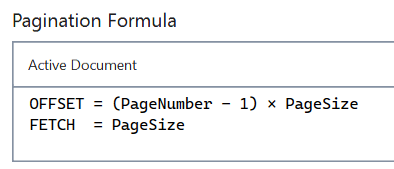 Pagination Formula
Active Document
OFFSET = (PageNumber − 1) × PageSize
FETCH  = PageSize